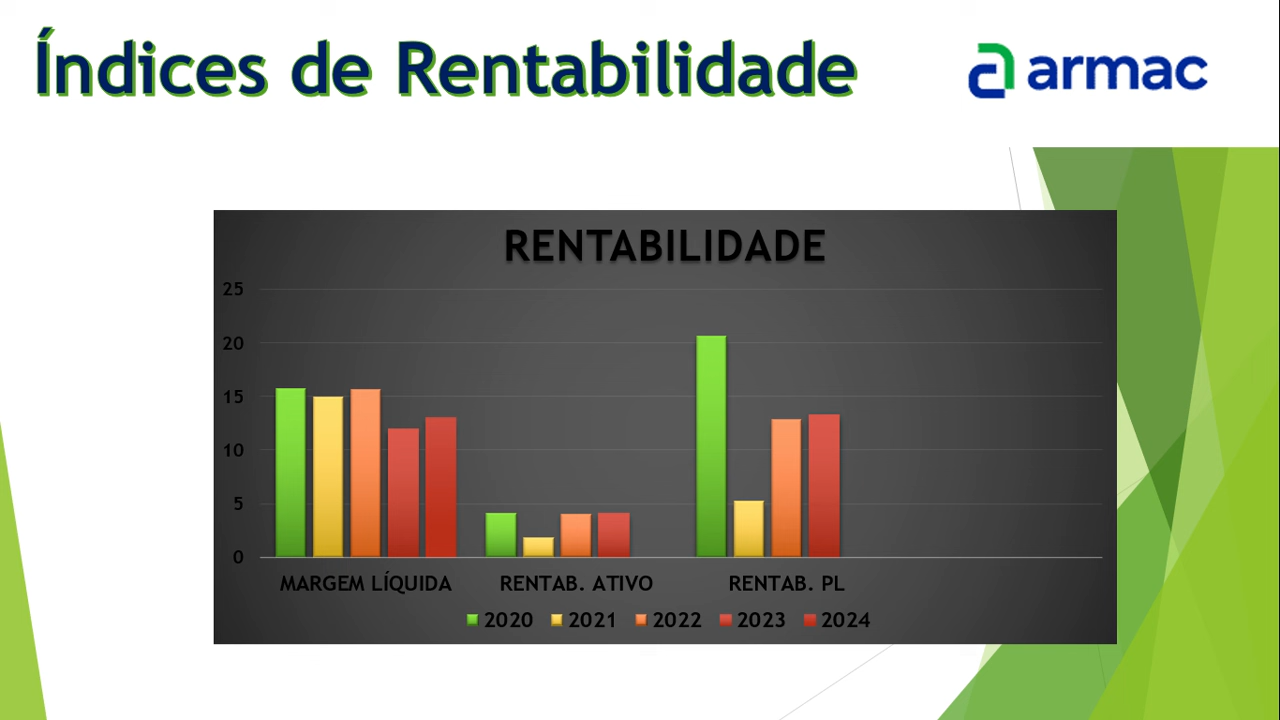 Índices de Rentabilidade
armac
RENTABILIDADE
25
20
15
10
5
0
MARGEM LÍQUIDA RENTAB. ATIVO RENTAB. PL
2020 2021 2022 2023 2024